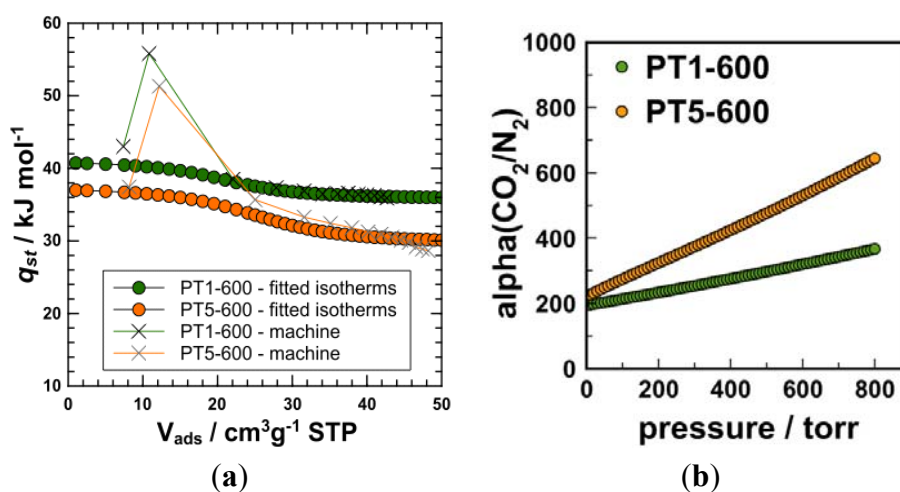 60
50
40
30
20
10
q_st / kJ mol⁻¹
PT1-600 - fitted isotherms
PT5-600 - fitted isotherms
PT1-600 - machine
PT5-600 - machine
0 10 20 30 40 50
V_ads / cm³g⁻¹ STP
(a)
1000
800
600
400
200
0
alpha(CO₂/N₂)
PT1-600
PT5-600
0 200 400 600 800
pressure / torr
(b)